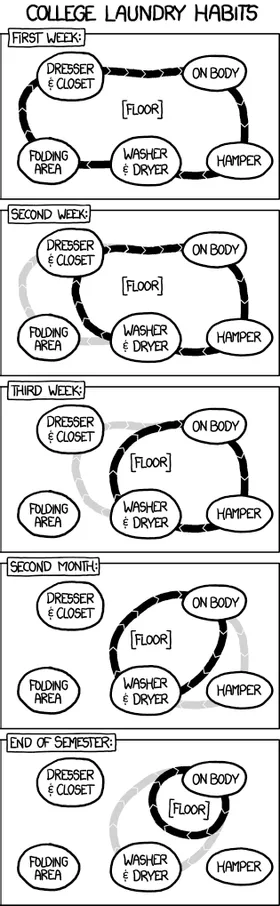 COLLEGE LAUNDRY HABITS
FIRST WEEK:
DRESSER
& CLOSET
ON BODY
[FLOOR]
FOLDING
AREA
WASHER
& DRYER
HAMPER
SECOND WEEK:
DRESSER
& CLOSET
ON BODY
[FLOOR]
FOLDING
AREA
WASHER
& DRYER
HAMPER
THIRD WEEK:
DRESSER
& CLOSET
ON BODY
[FLOOR]
FOLDING
AREA
WASHER
& DRYER
HAMPER
SECOND MONTH:
DRESSER
& CLOSET
ON BODY
[FLOOR]
FOLDING
AREA
WASHER
& DRYER
HAMPER
END OF SEMESTER:
DRESSER
& CLOSET
ON BODY
[FLOOR]
FOLDING
AREA
WASHER
& DRYER
HAMPER